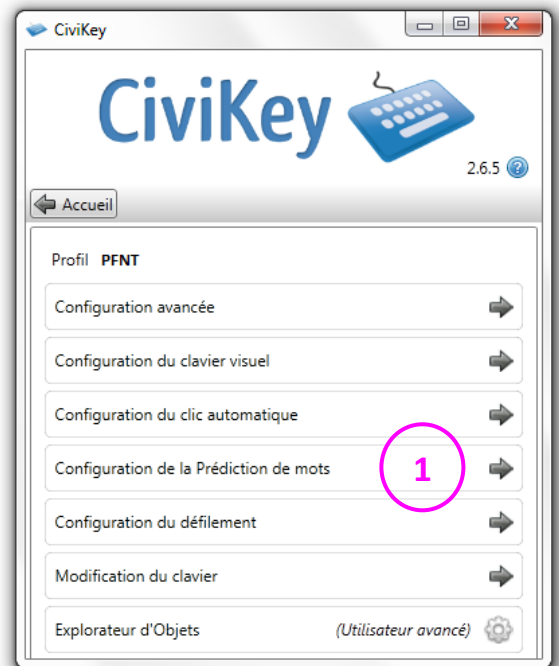 CiviKey
CiviKey
2.6.5
Accueil
Profil PFNT
Configuration avancée
Configuration du clavier visuel
Configuration du clic automatique
Configuration de la Prédiction de mots 1
Configuration du défilement
Modification du clavier
Explorateur d'Objets (Utilisateur avancé)